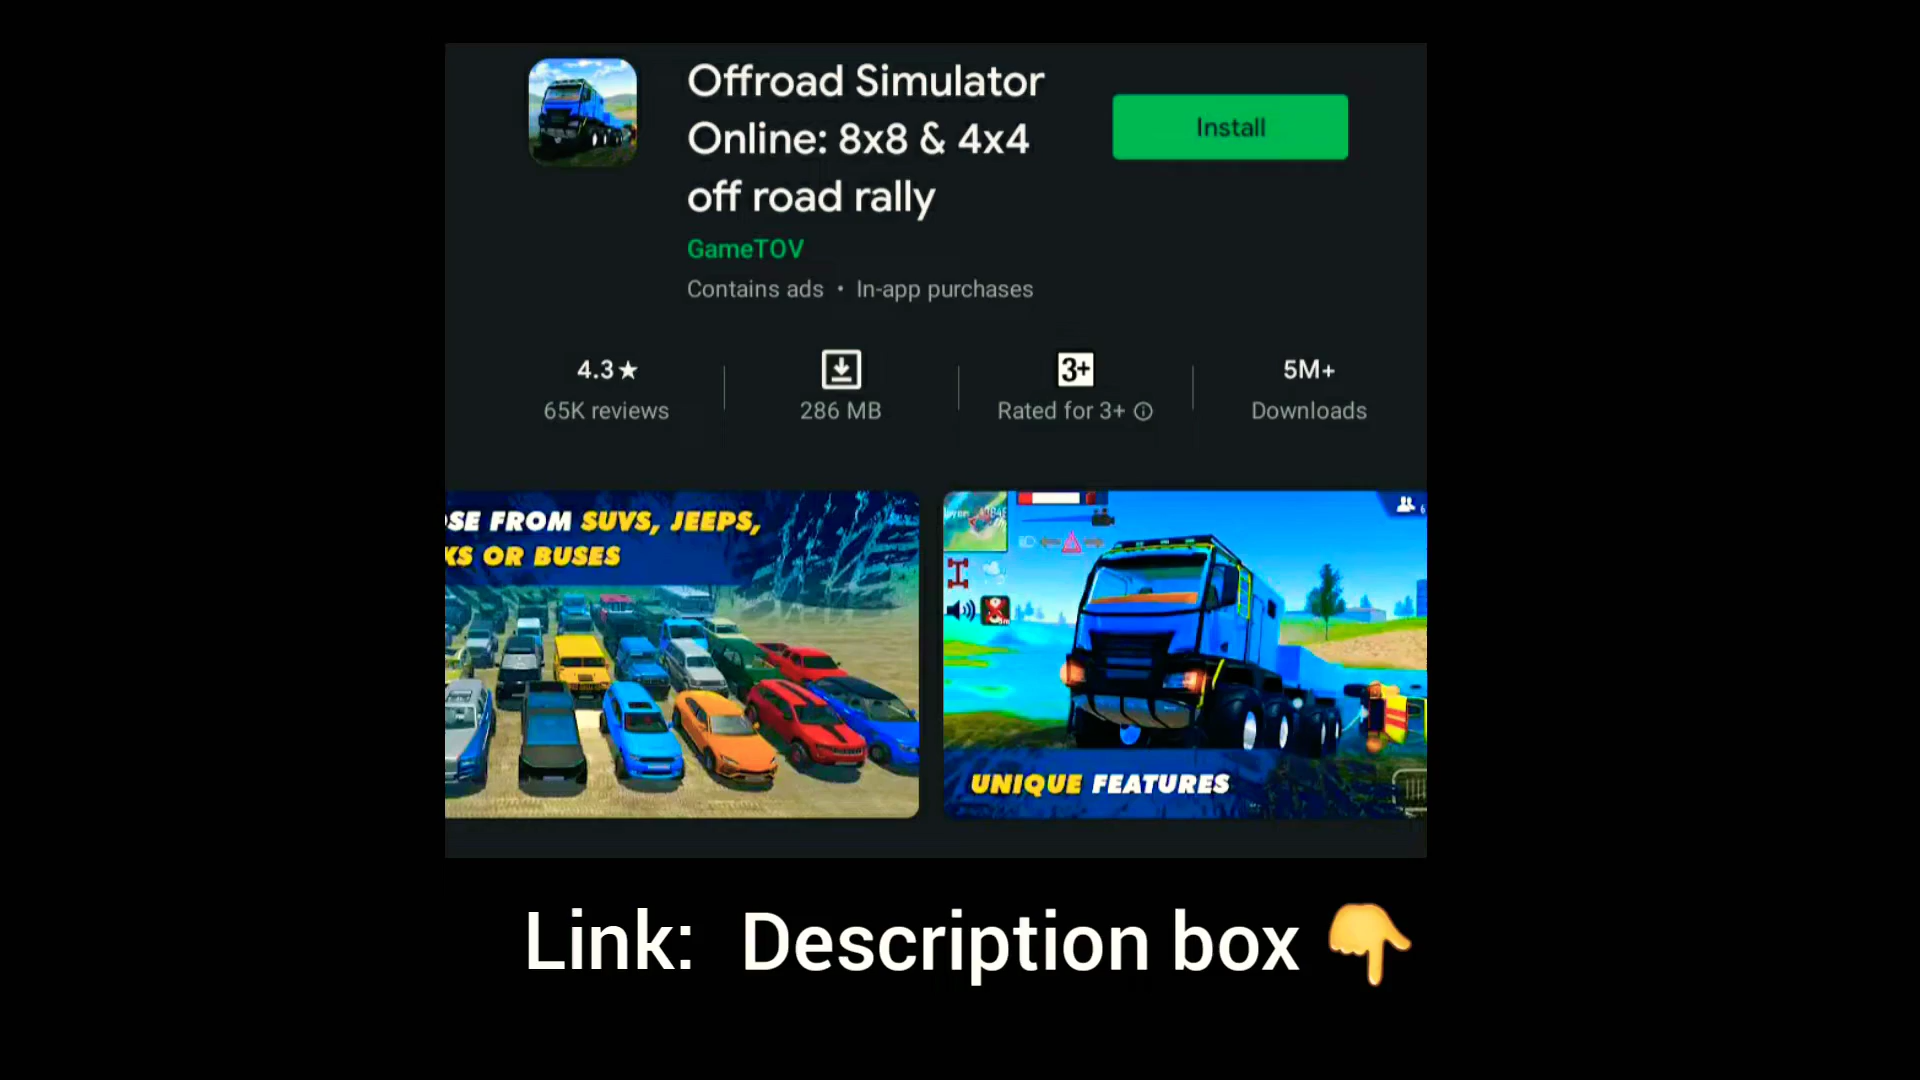 Offroad Simulator
Online: 8x8 & 4x4
off road rally
Install
GameTOV
Contains ads • In-app purchases
4.3★
3+
5M+
65K reviews
286 MB
Rated for 3+
Downloads
SE FROM SUVS, JEEPS,
KS OR BUSES
UNIQUE FEATURES
Link: Description box 👇